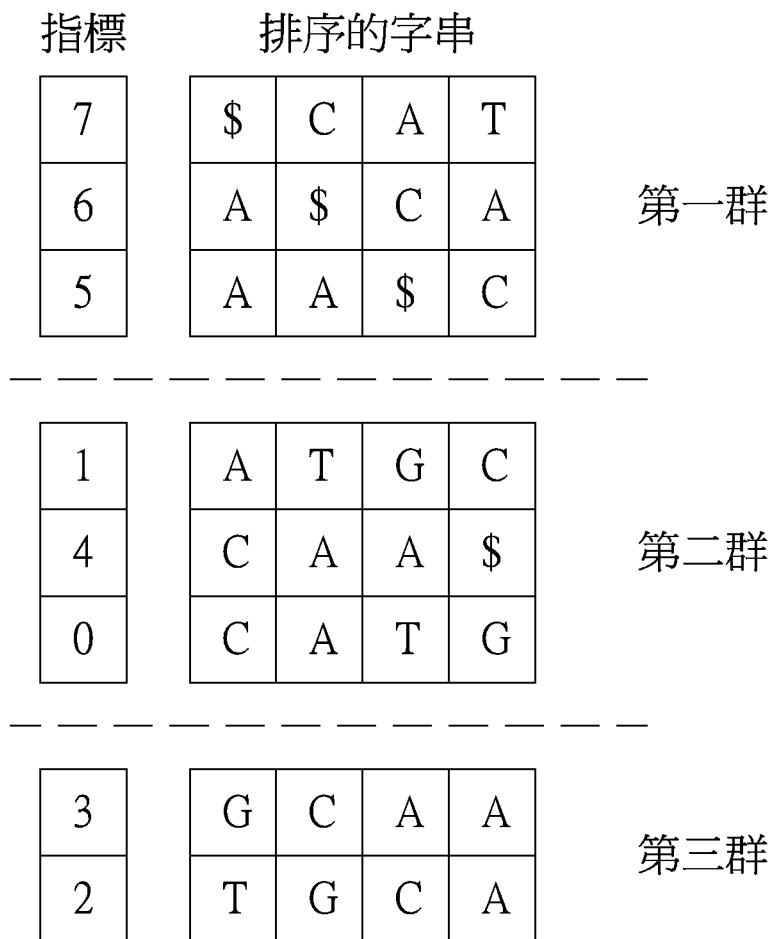 指標 排序的字串
7 $ C A T
6 A $ C A 第一群
5 A A $ C
1 A T G C
4 C A A $ 第二群
0 C A T G
3 G C A A
第三群
2 T G C A